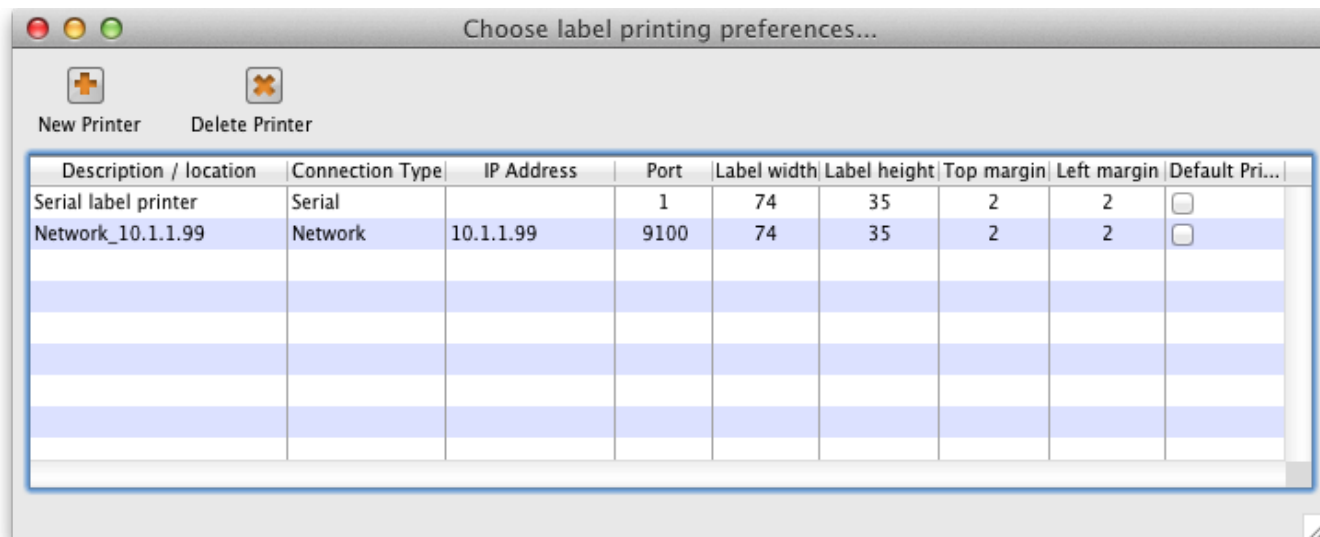 Choose label printing preferences...
New Printer Delete Printer
Description / location Connection Type IP Address Port Label width Label height Top margin Left margin Default Pri...
Serial label printer Serial 1 74 35 2 2
Network_10.1.1.99 Network 10.1.1.99 9100 74 35 2 2